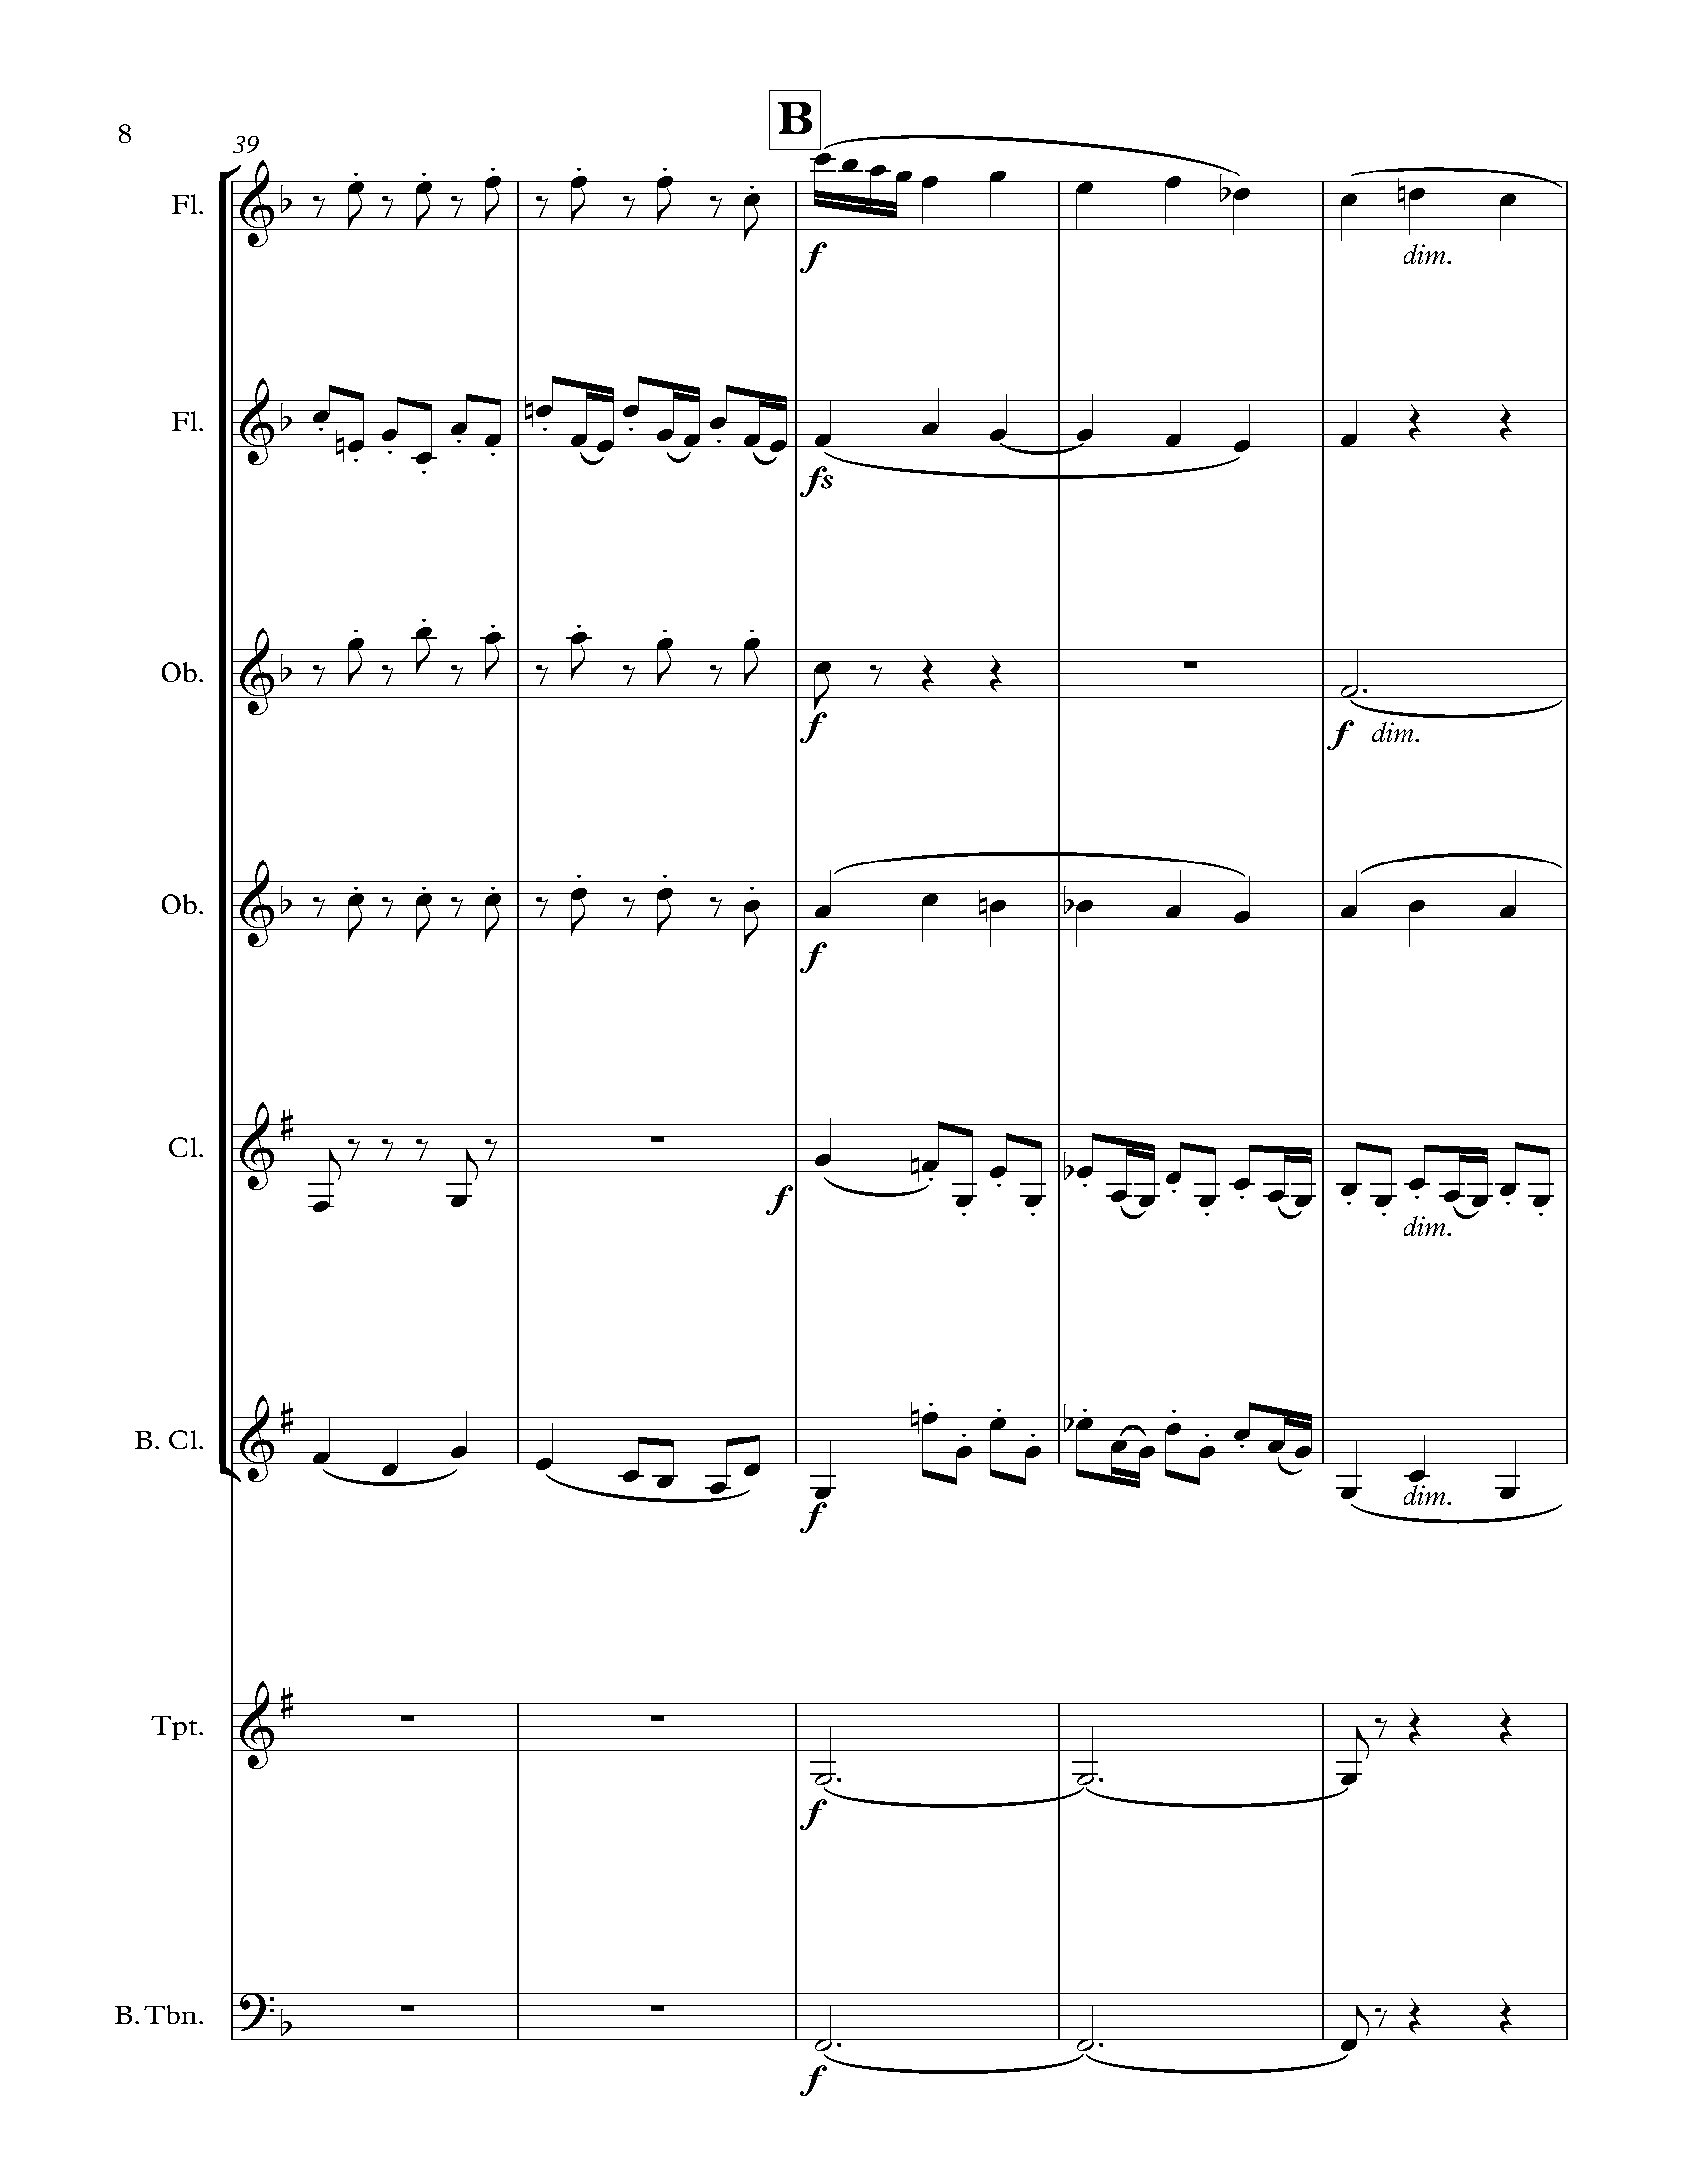 8
39
B
Fl.
f
dim.
Fl.
fs
Ob.
f
f dim.
Ob.
f
Cl.
f
dim.
B. Cl.
f
dim.
Tpt.
f
B. Tbn.
f